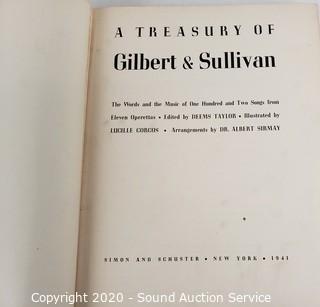 A TREASURY OF
Gilbert & Sullivan
The Words and the Music of One Hundred and Two Songs from
Eleven Operettas • Edited by DEEMS TAYLOR • Illustrated by
LUCILLE CORCOS • Arrangements by DR. ALBERT SIRMAY
SIMON AND SCHUSTER • NEW YORK • 1941
Copyright 2020 - Sound Auction Service